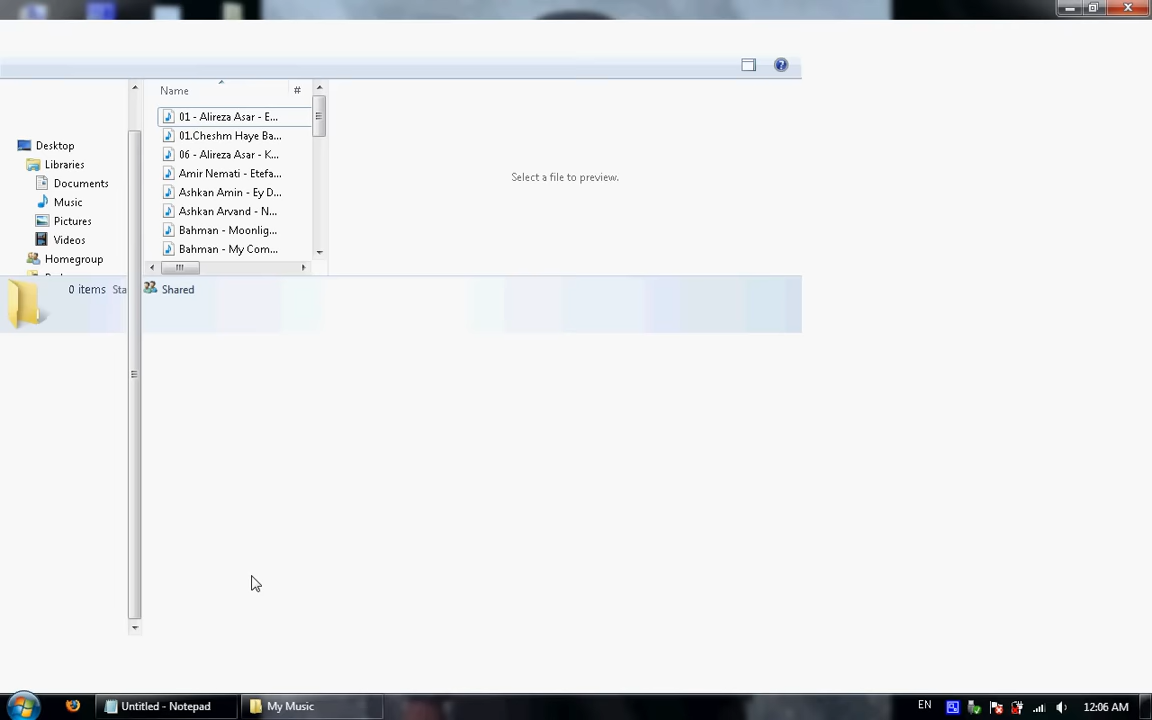 Name #
01 - Alireza Asar - E...
01.Cheshm Haye Ba...
06 - Alireza Asar - K...
Amir Nemati - Etefa...
Ashkan Amin - Ey D...
Ashkan Arvand - N...
Bahman - Moonlig...
Bahman - My Com...
Desktop
Libraries
Documents
Music
Pictures
Videos
Homegroup
Select a file to preview.
0 items Sta Shared
Untitled - Notepad
My Music
EN
12:06 AM